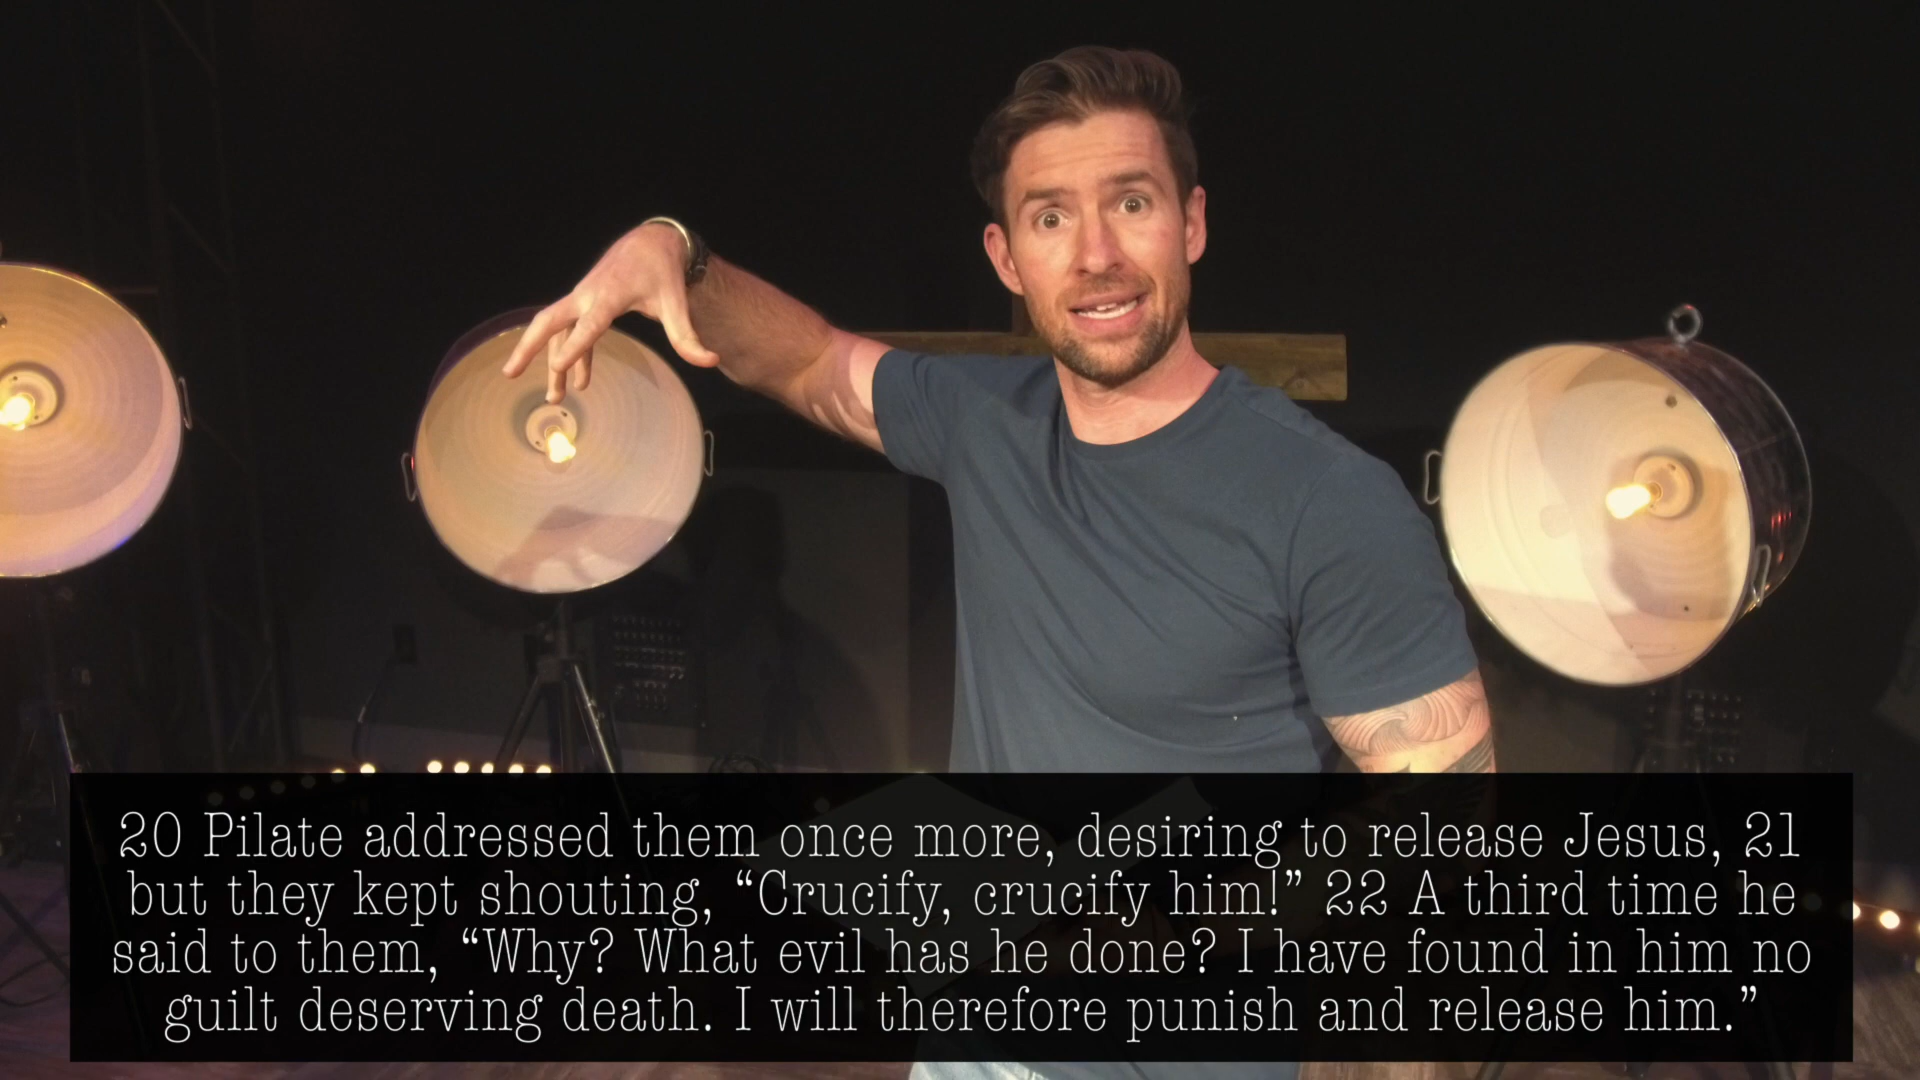 20 Pilate addressed them once more, desiring to release Jesus, 21
but they kept shouting, “Crucify, crucify him!” 22 A third time he
said to them, “Why? What evil has he done? I have found in him no
guilt deserving death. I will therefore punish and release him.”